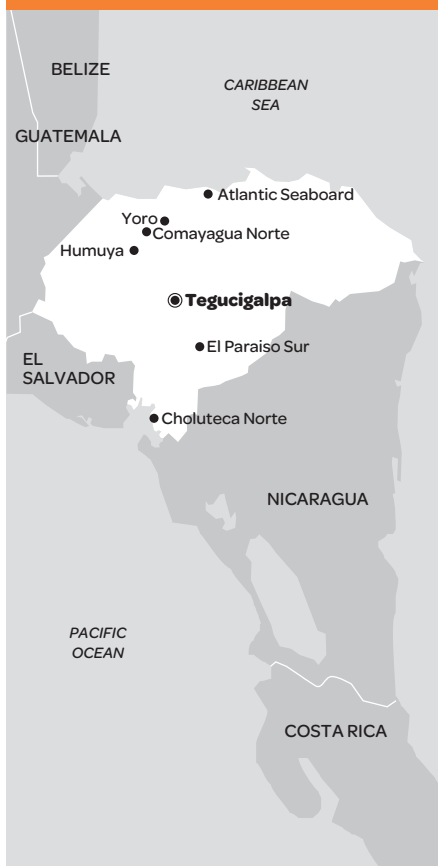 BELIZE
CARIBBEAN
SEA
GUATEMALA
Atlantic Seaboard
Yoro
Comayagua Norte
Humuya
Tegucigalpa
El Paraiso Sur
EL
SALVADOR
Choluteca Norte
NICARAGUA
PACIFIC
OCEAN
COSTA RICA